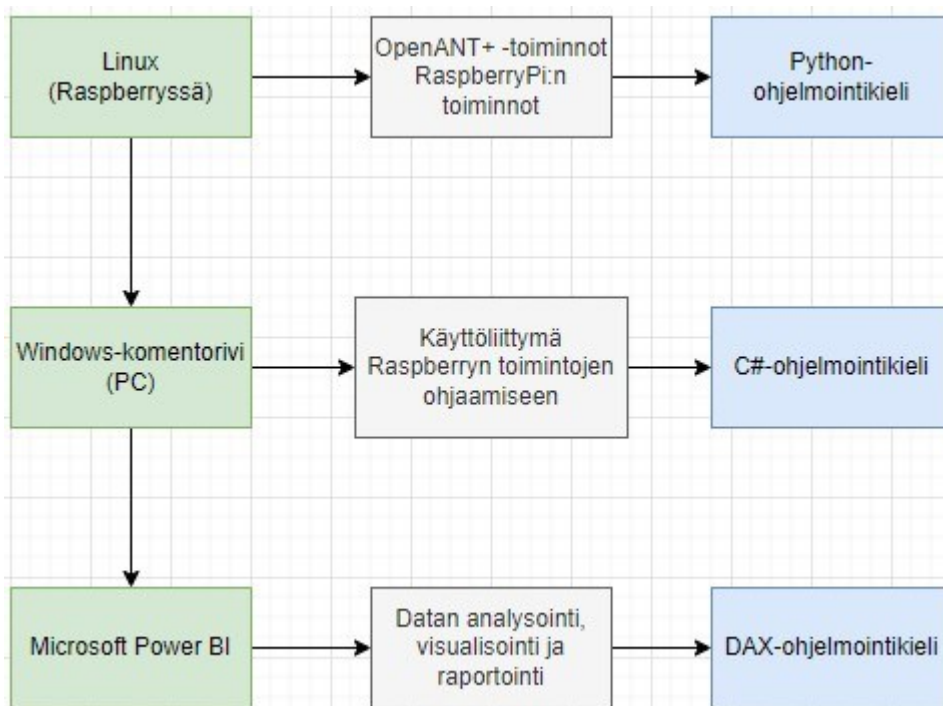 Linux
(Raspberryssä)
OpenANT+ -toiminnot
RaspberryPi:n
toiminnot
Python-
ohjelmointikieli
Windows-komentorivi
(PC)
Käyttöliittymä
Raspberryn toimintojen
ohjaamiseen
C#-ohjelmointikieli
Microsoft Power BI
Datan analysointi,
visualisointi ja
raportointi
DAX-ohjelmointikieli